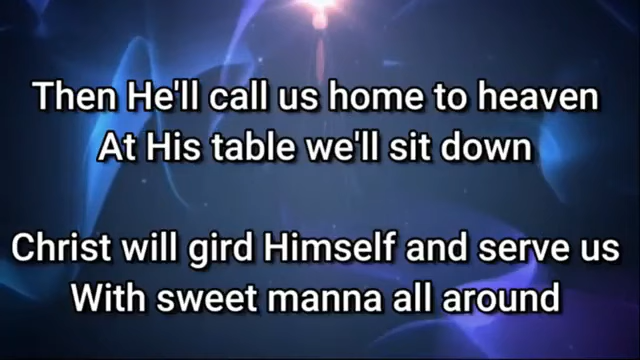 Then He'll call us home to heaven
At His table we'll sit down
Christ will gird Himself and serve us
With sweet manna all around